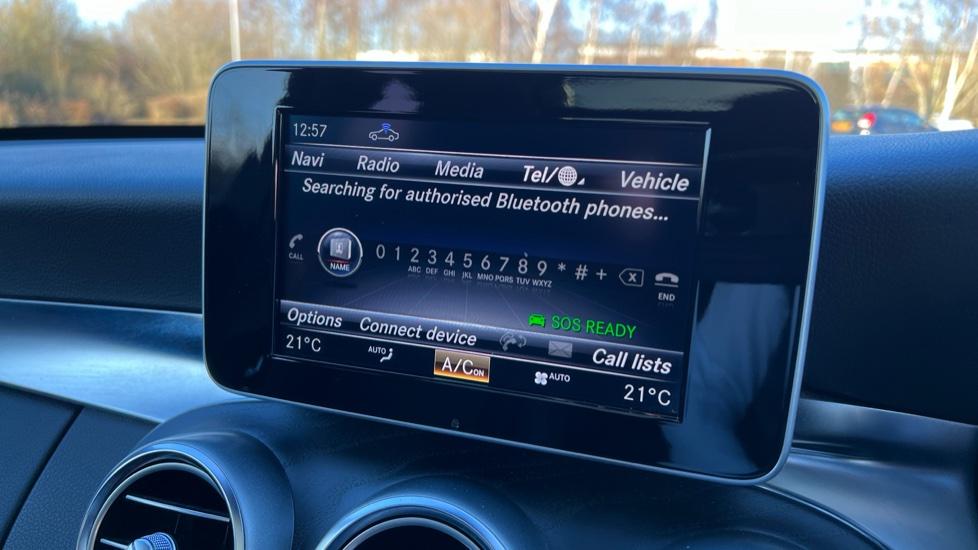 12:57
Navi Radio Media Tel/ Vehicle
Searching for authorised Bluetooth phones...
0 1 2 3 4 5 6 7 8 9 * # +
ABC DEF GHI JKL MNO PQRS TUV WXYZ
CALL NAME END
SOS READY
Options Connect device Call lists
21°C AUTO A/C ON AUTO 21°C